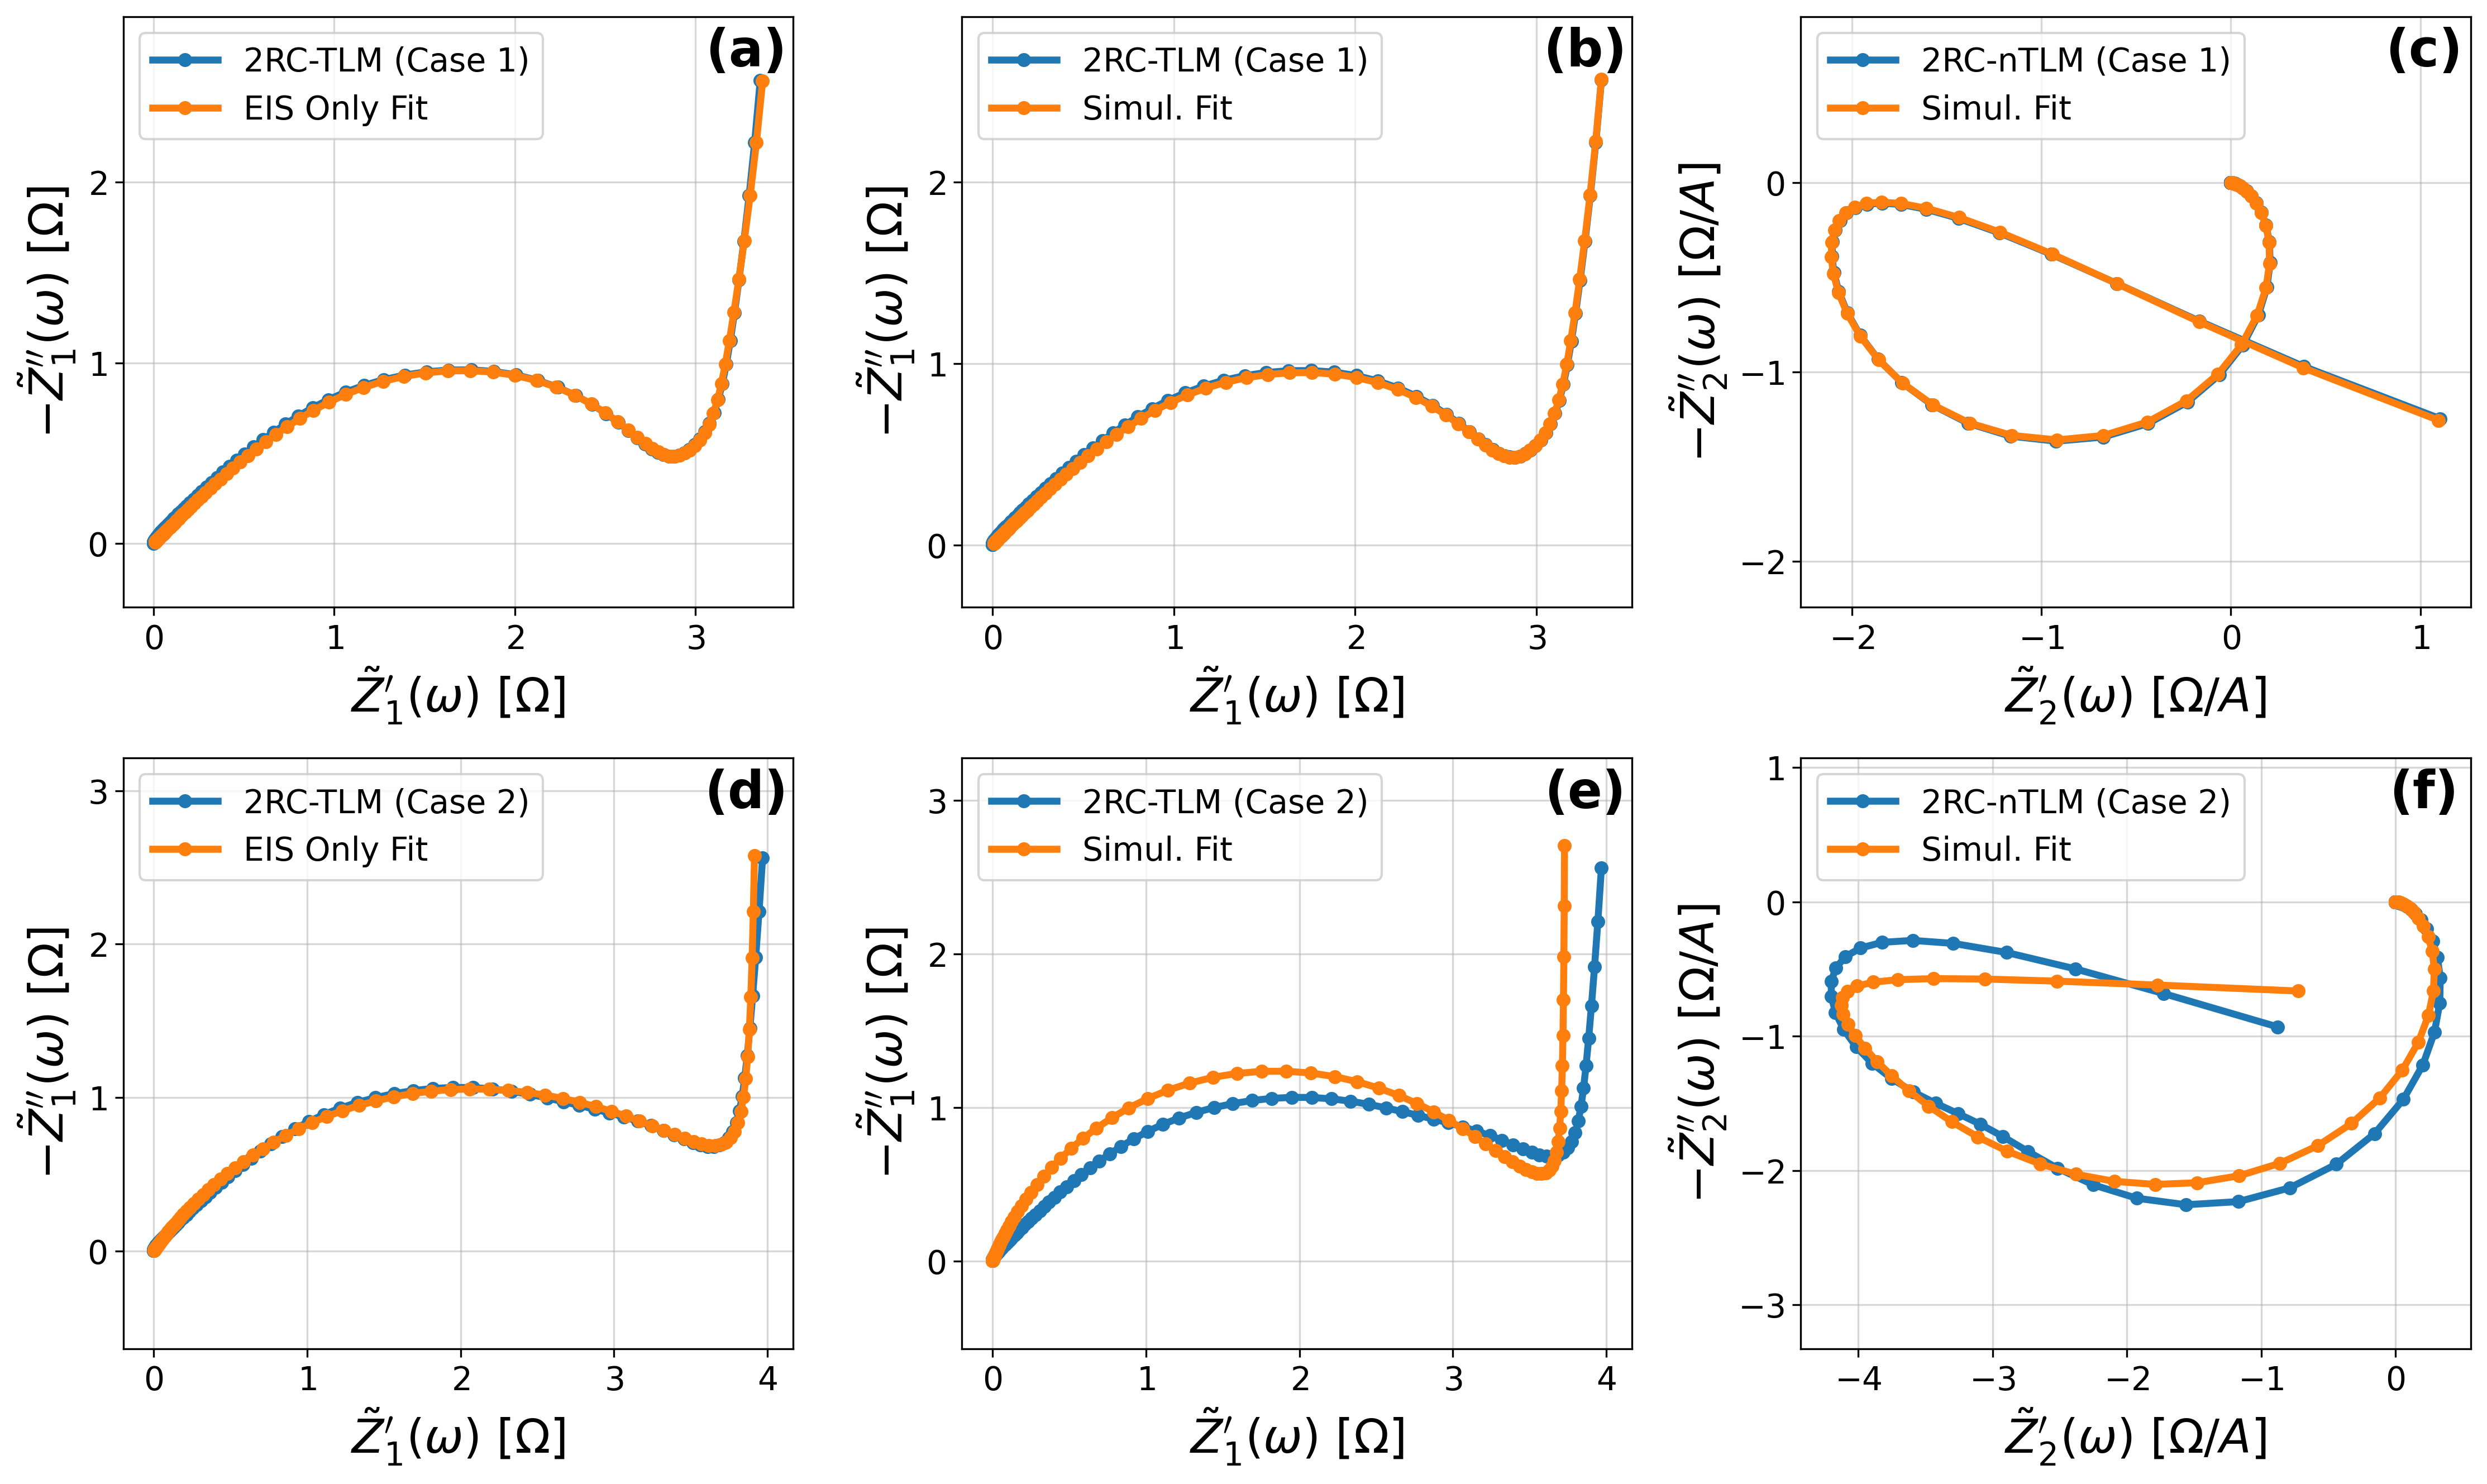 (a)
2RC-TLM (Case 1)
EIS Only Fit
−Z̃₁′′(ω) [Ω]
2
1
0
0 1 2 3
Z̃₁′(ω) [Ω]
(b)
2RC-TLM (Case 1)
Simul. Fit
−Z̃₁′′(ω) [Ω]
2
1
0
0 1 2 3
Z̃₁′(ω) [Ω]
(c)
2RC-nTLM (Case 1)
Simul. Fit
−Z̃₂′′(ω) [Ω/A]
0
−1
−2
−2 −1 0 1
Z̃₂′(ω) [Ω/A]
(d)
2RC-TLM (Case 2)
EIS Only Fit
−Z̃₁′′(ω) [Ω]
3
2
1
0
0 1 2 3 4
Z̃₁′(ω) [Ω]
(e)
2RC-TLM (Case 2)
Simul. Fit
−Z̃₁′′(ω) [Ω]
3
2
1
0
0 1 2 3 4
Z̃₁′(ω) [Ω]
(f)
2RC-nTLM (Case 2)
Simul. Fit
−Z̃₂′′(ω) [Ω/A]
1
0
−1
−2
−3
−4 −3 −2 −1 0
Z̃₂′(ω) [Ω/A]